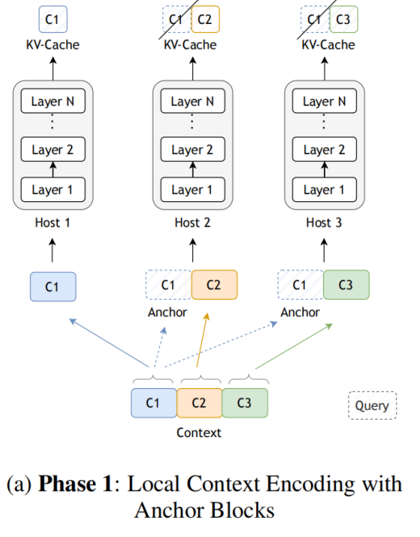 C1 C1 C2 C1 C3
KV-Cache KV-Cache KV-Cache
Layer N Layer N Layer N
Layer 2 Layer 2 Layer 2
Layer 1 Layer 1 Layer 1
Host 1 Host 2 Host 3
C1 C1 C2 C1 C3
Anchor Anchor
C1 C2 C3 Query
Context
(a) Phase 1: Local Context Encoding with
Anchor Blocks